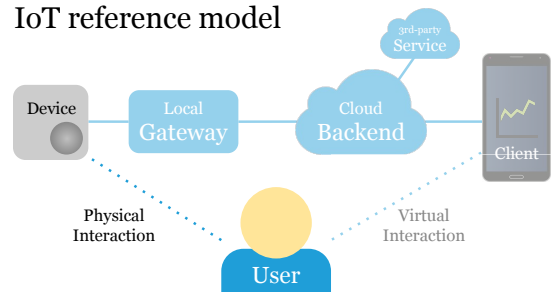 IoT reference model
3rd-party
Service
Device
Local
Gateway
Cloud
Backend
Client
Physical
Interaction
Virtual
Interaction
User